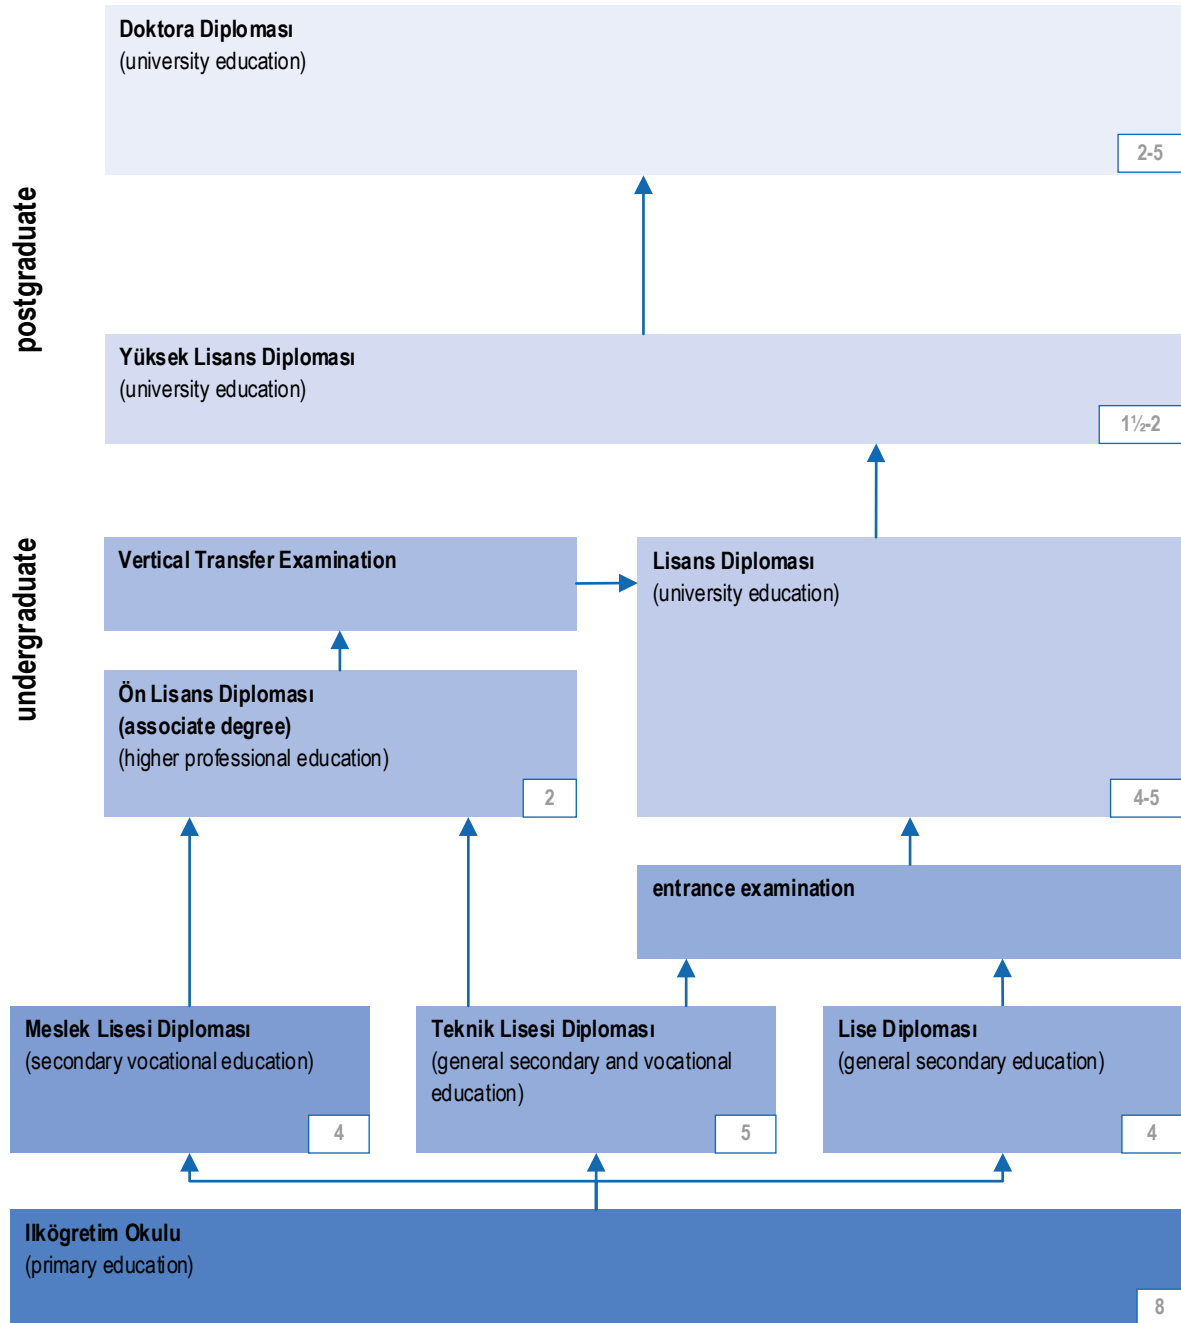 Doktora Diploması
(university education)
2-5
postgraduate
Yüksek Lisans Diploması
(university education)
1½-2
undergraduate
Vertical Transfer Examination
Lisans Diploması
(university education)
4-5
Ön Lisans Diploması
(associate degree)
(higher professional education)
2
entrance examination
Meslek Lisesi Diploması
(secondary vocational education)
4
Teknik Lisesi Diploması
(general secondary and vocational
education)
5
Lise Diploması
(general secondary education)
4
Ilkögretim Okulu
(primary education)
8